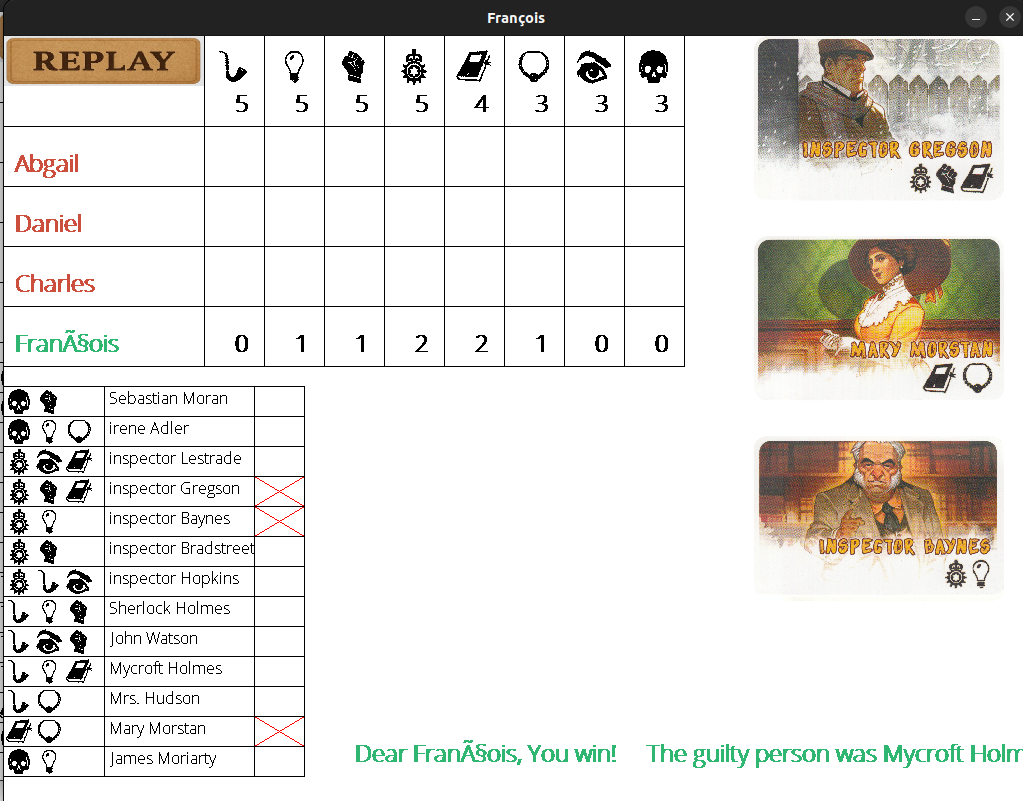 François
REPLAY
5 5 5 5 4 3 3 3
Abgail
Daniel
Charles
FranÃ§ois 0 1 1 2 2 1 0 0
INSPECTOR GREGSON
MARY MORSTAN
INSPECTOR BAYNES
Sebastian Moran
irene Adler
inspector Lestrade
inspector Gregson
inspector Baynes
inspector Bradstreet
inspector Hopkins
Sherlock Holmes
John Watson
Mycroft Holmes
Mrs. Hudson
Mary Morstan
James Moriarty
Dear FranÃ§ois, You win! The guilty person was Mycroft Holm